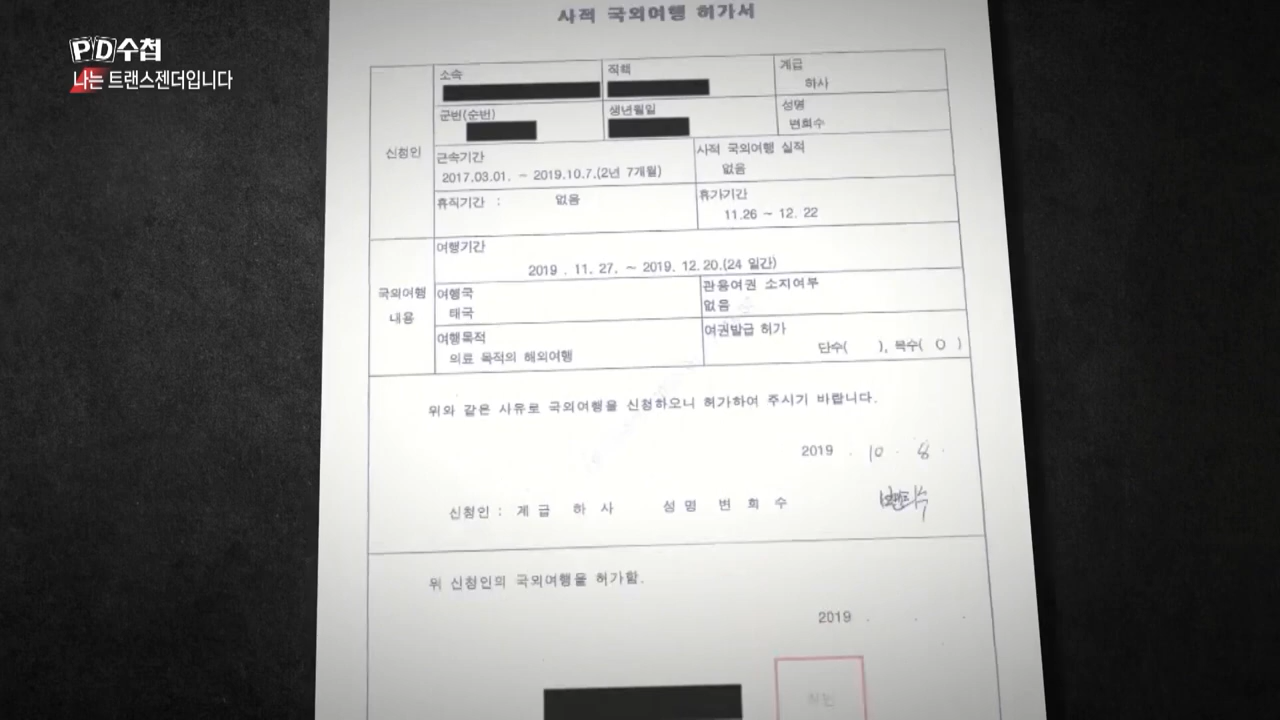 PD수첩
나는 트랜스젠더입니다
사적 국외여행 허가서
신청인
소속
직책
계급
하사
군번(순번)
생년월일
성명
변희수
근속기간
2017.03.01. ~ 2019.10.7.(2년 7개월)
사적 국외여행 실적
없음
휴직기간 : 없음
휴가기간
11.26 ~ 12. 22
국외여행
내용
여행기간
2019 . 11. 27. ~ 2019. 12. 20.(24 일간)
여행국
태국
관용여권 소지여부
없음
여행목적
의료 목적의 해외여행
여권발급 허가
단수( ), 복수( O )
위와 같은 사유로 국외여행을 신청하오니 허가하여 주시기 바랍니다.
2019 . 10 . 8 .
신청인 : 계 급 하 사 성 명 변 희 수 변희수
위 신청인의 국외여행을 허가함.
2019 . . .